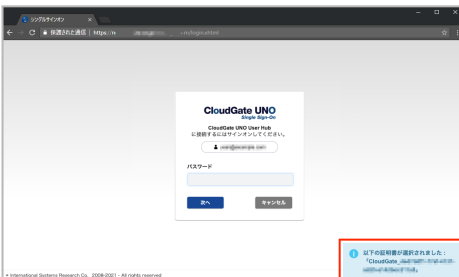 シングルサインオン
保護された通信 | https://
m/login.xhtml
CloudGate UNO
Single Sign-On
CloudGate UNO User Hub
に接続するにはサインオンしてください。
パスワード
次へ キャンセル
以下の証明書が選択されました：
「CloudGate_
International Systems Research Co. 2008-2021 - All rights reserved